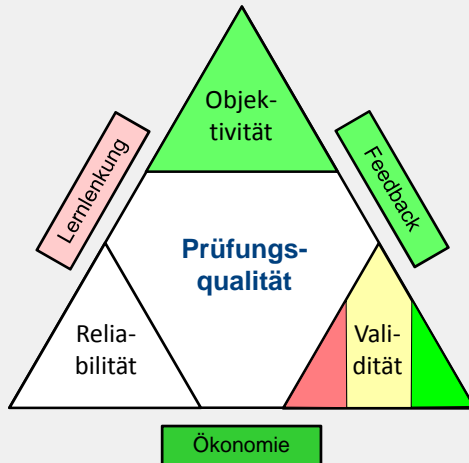 Objek-
tivität
Lernlenkung
Feedback
Prüfungs-
qualität
Relia-
bilität
Vali-
dität
Ökonomie